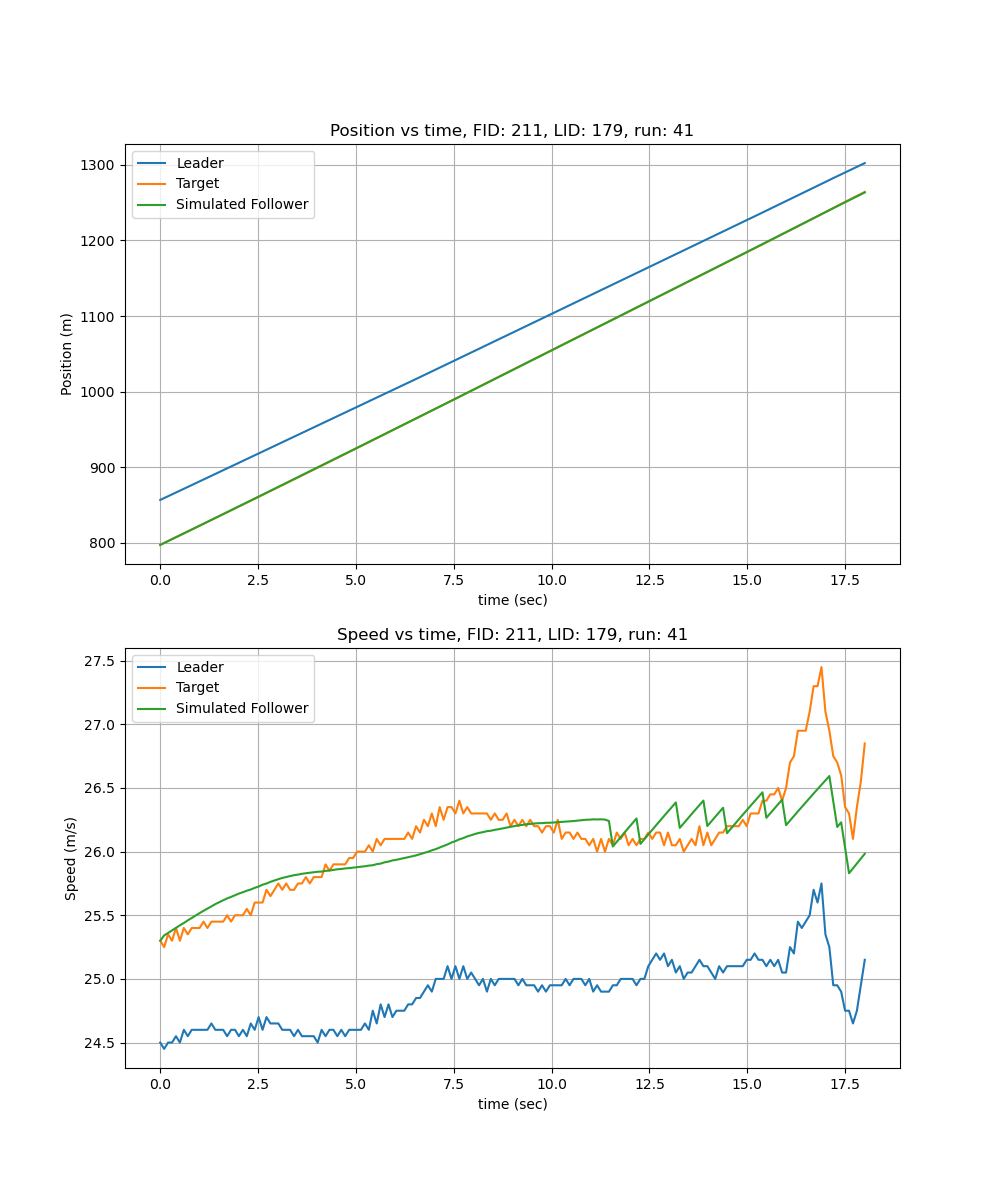 Position vs time, FID: 211, LID: 179, run: 41
Leader
Target
Simulated Follower
Position (m)
1300
1200
1100
1000
900
800
0.0 2.5 5.0 7.5 10.0 12.5 15.0 17.5
time (sec)
Speed vs time, FID: 211, LID: 179, run: 41
Leader
Target
Simulated Follower
Speed (m/s)
27.5
27.0
26.5
26.0
25.5
25.0
24.5
0.0 2.5 5.0 7.5 10.0 12.5 15.0 17.5
time (sec)